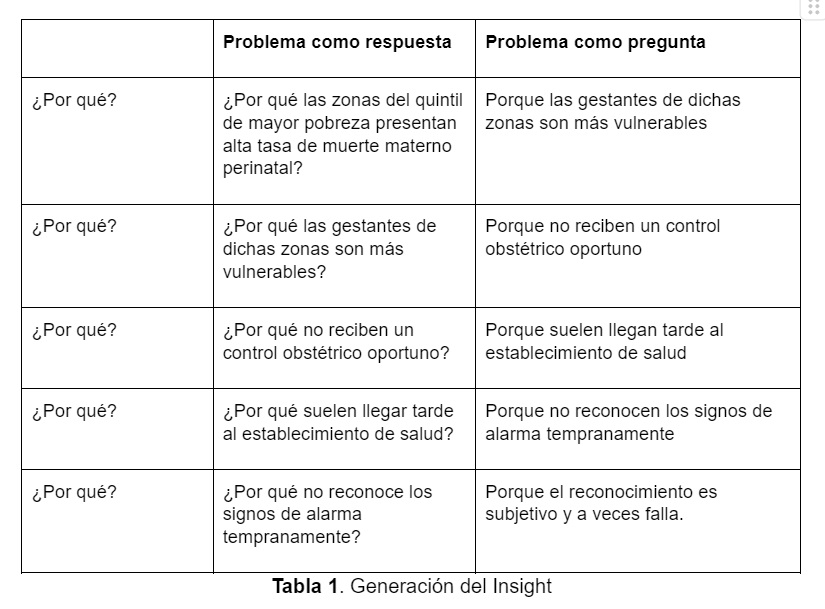 Problema como respuesta
Problema como pregunta
¿Por qué?
¿Por qué las zonas del quintil
de mayor pobreza presentan
alta tasa de muerte materno
perinatal?
Porque las gestantes de dichas
zonas son más vulnerables
¿Por qué?
¿Por qué las gestantes de
dichas zonas son más
vulnerables?
Porque no reciben un control
obstétrico oportuno
¿Por qué?
¿Por qué no reciben un
control obstétrico oportuno?
Porque suelen llegan tarde al
establecimiento de salud
¿Por qué?
¿Por qué suelen llegar tarde
al establecimiento de salud?
Porque no reconocen los signos de
alarma tempranamente
¿Por qué?
¿Por qué no reconoce los
signos de alarma
tempranamente?
Porque el reconocimiento es
subjetivo y a veces falla.
Tabla 1. Generación del Insight